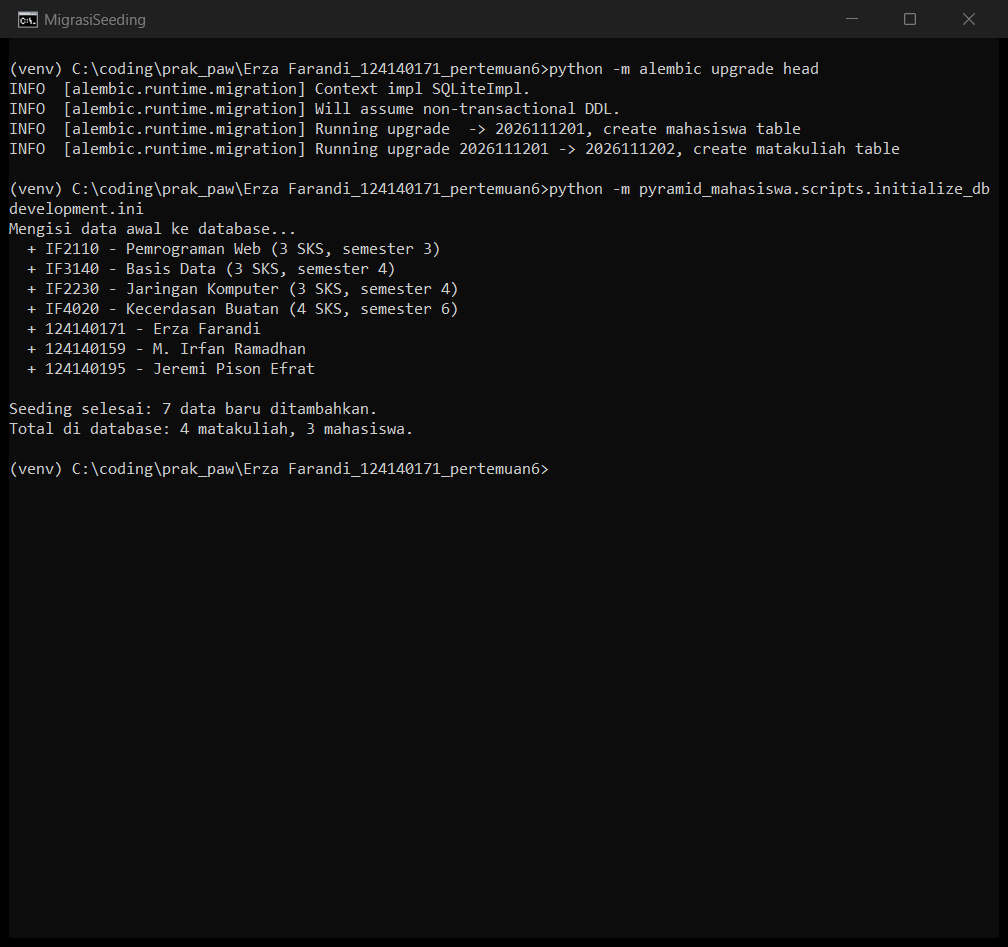 MigrasiSeeding
(venv) C:\coding\prak_paw\Erza Farandi_124140171_pertemuan6>python -m alembic upgrade head
INFO  [alembic.runtime.migration] Context impl SQLiteImpl.
INFO  [alembic.runtime.migration] Will assume non-transactional DDL.
INFO  [alembic.runtime.migration] Running upgrade  -> 2026111201, create mahasiswa table
INFO  [alembic.runtime.migration] Running upgrade 2026111201 -> 2026111202, create matakuliah table
(venv) C:\coding\prak_paw\Erza Farandi_124140171_pertemuan6>python -m pyramid_mahasiswa.scripts.initialize_db
development.ini
Mengisi data awal ke database...
  + IF2110 - Pemrograman Web (3 SKS, semester 3)
  + IF3140 - Basis Data (3 SKS, semester 4)
  + IF2230 - Jaringan Komputer (3 SKS, semester 4)
  + IF4020 - Kecerdasan Buatan (4 SKS, semester 6)
  + 124140171 - Erza Farandi
  + 124140159 - M. Irfan Ramadhan
  + 124140195 - Jeremi Pison Efrat
Seeding selesai: 7 data baru ditambahkan.
Total di database: 4 matakuliah, 3 mahasiswa.
(venv) C:\coding\prak_paw\Erza Farandi_124140171_pertemuan6>